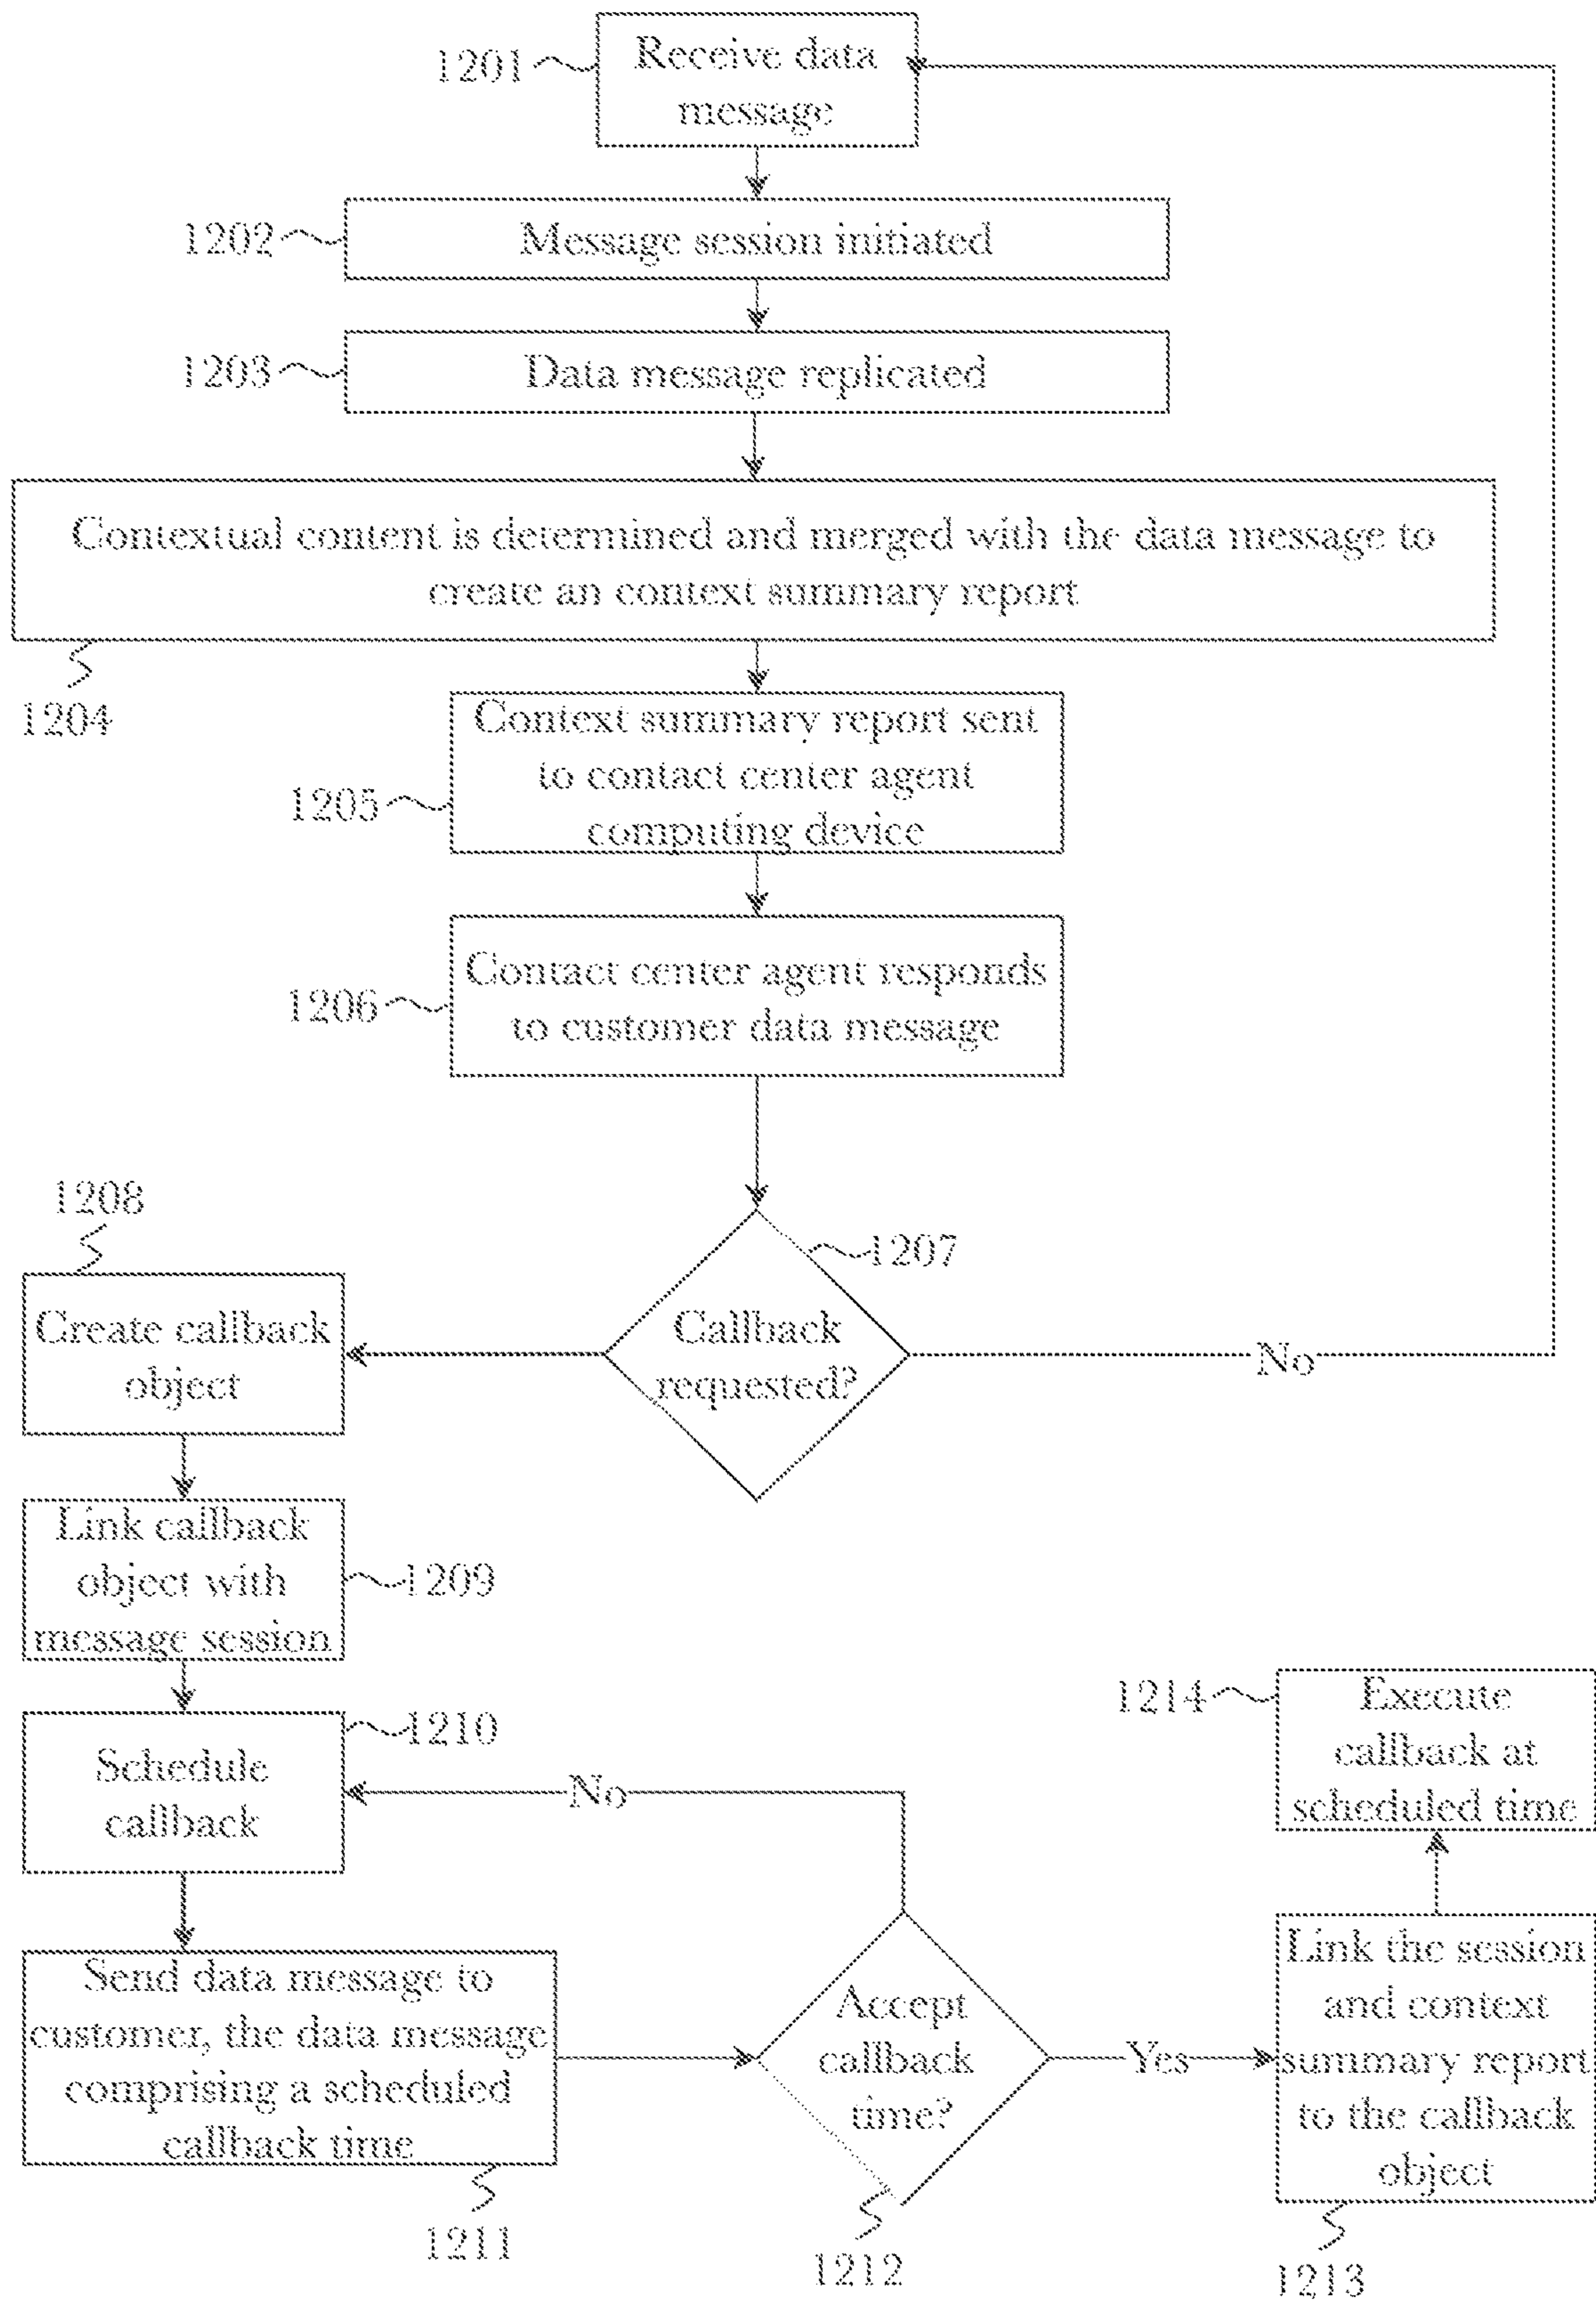 1201
Receive data
message
1202
Message session initiated
1203
Data message replicated
Contextual content is determined and merged with the data message to
create an context summary report
1204
Context summary report sent
to contact center agent
computing device
1205
Contact center agent responds
to customer data message
1206
1207
Callback
requested?
No
1208
Create callback
object
Link callback
object with
message session
1209
1210
Schedule
callback
No
Send data message to
customer, the data message
comprising a scheduled
callback time
1211
Accept
callback
time?
1212
Yes
1214
Execute
callback at
scheduled time
Link the session
and context
summary report
to the callback
object
1213